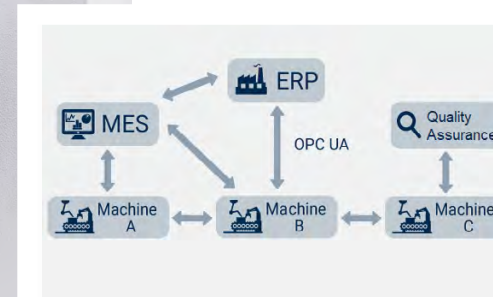 ERP
MES
Quality
Assurance
OPC UA
Machine
A
Machine
B
Machine
C